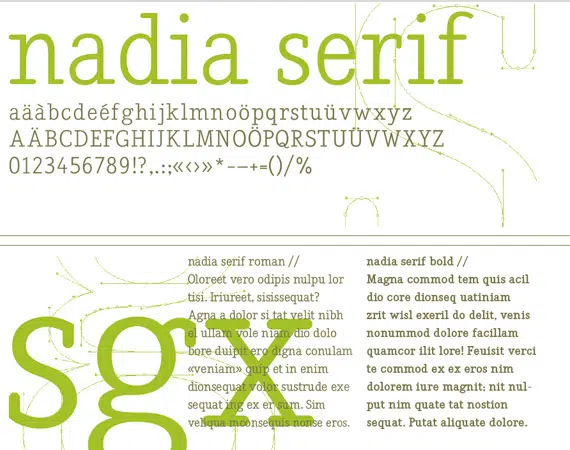 nadia serif
aäàbcdeéfghijklmnoöpqrstuüvwxyz
AÄBCDEFGHIJKLMNOÖPQRSTUÜVWXYZ
0123456789!?,.:;«‹›»*-–+=()/%
sgx
nadia serif roman //
Oloreet vero odipis nulpu lor
tisi. Iriureet, sisissequat?
Agna a dolor si tat velit nibh
el ullam vole niam dio dolo
bore duipit ero digna conulam
«veniam» quip et in enim
dionsequat volor sustrude exe
sequat ing ex er sum. Sim
veliqua mconsequis nonse eros.
nadia serif bold //
Magna commod tem quis acil
dio core dionseq uatiniam
zrit wisl exeril do delit, venis
nonummod dolore facillam
quamcor ilit lore! Feuisit verci
te commod ex ex eros nim
dolorem iure magnit; nit nul-
put nim quate tat nostion
sequat. Putat aliquate dolore.